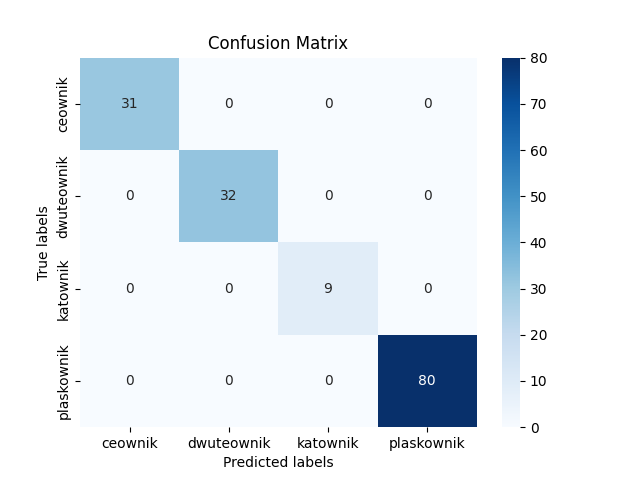 Confusion Matrix
True labels
ceownik
31 0 0 0
dwuteownik
0 32 0 0
katownik
0 0 9 0
plaskownik
0 0 0 80
ceownik dwuteownik katownik plaskownik
Predicted labels
80
70
60
50
40
30
20
10
0